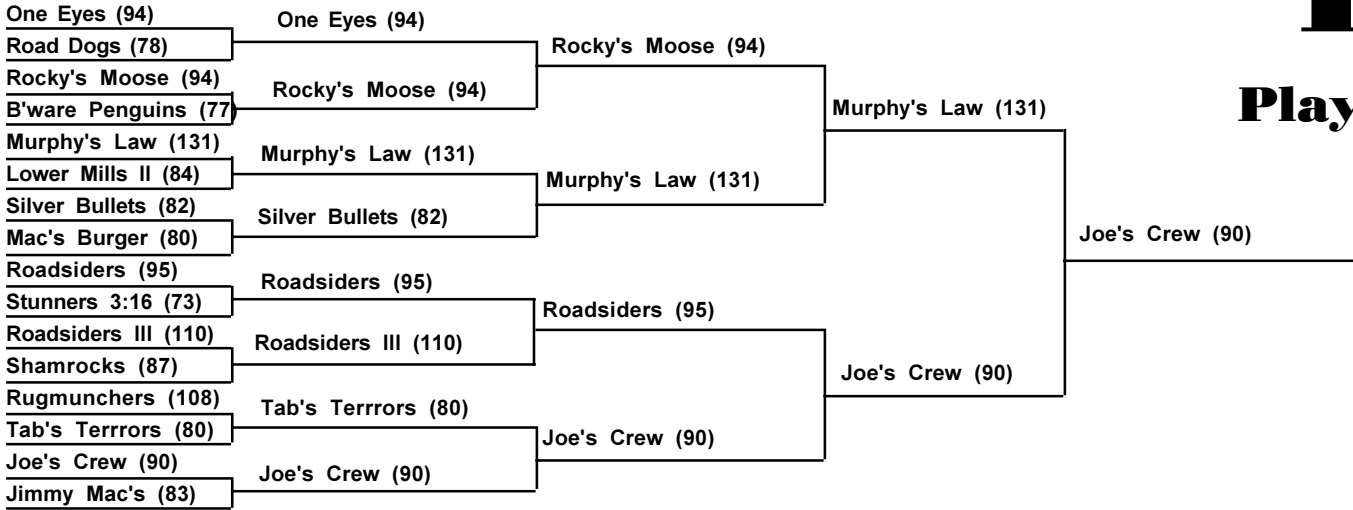 One Eyes (94)
Road Dogs (78)
Rocky's Moose (94)
B'ware Penguins (77)
Murphy's Law (131)
Lower Mills II (84)
Silver Bullets (82)
Mac's Burger (80)
Roadsiders (95)
Stunners 3:16 (73)
Roadsiders III (110)
Shamrocks (87)
Rugmunchers (108)
Tab's Terrrors (80)
Joe's Crew (90)
Jimmy Mac's (83)
One Eyes (94)
Rocky's Moose (94)
Murphy's Law (131)
Silver Bullets (82)
Roadsiders (95)
Roadsiders III (110)
Tab's Terrrors (80)
Joe's Crew (90)
Rocky's Moose (94)
Murphy's Law (131)
Roadsiders (95)
Joe's Crew (90)
Murphy's Law (131)
Joe's Crew (90)
Joe's Crew (90)
Play